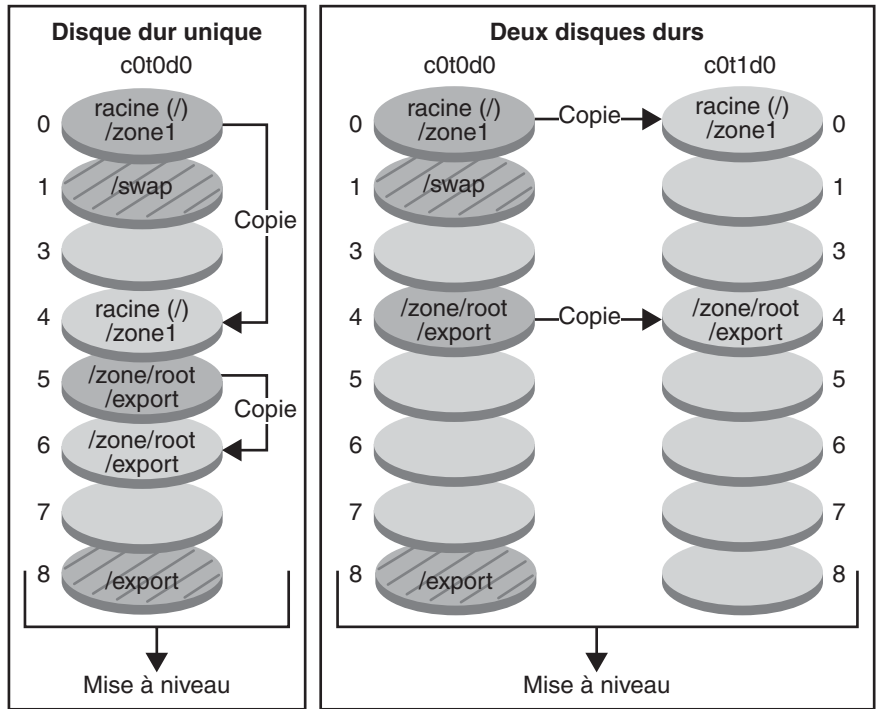 Disque dur unique
c0t0d0
0
racine (/)
/zone1
1
/swap
Copie
3
4
racine (/)
/zone1
5
/zone/root
/export
Copie
6
/zone/root
/export
7
8
/export
Mise à niveau
Deux disques durs
c0t0d0
c0t1d0
0
racine (/)
/zone1
Copie
racine (/)
/zone1
0
1
/swap
1
3
3
4
/zone/root
/export
Copie
/zone/root
/export
4
5
5
6
6
7
7
8
/export
8
Mise à niveau